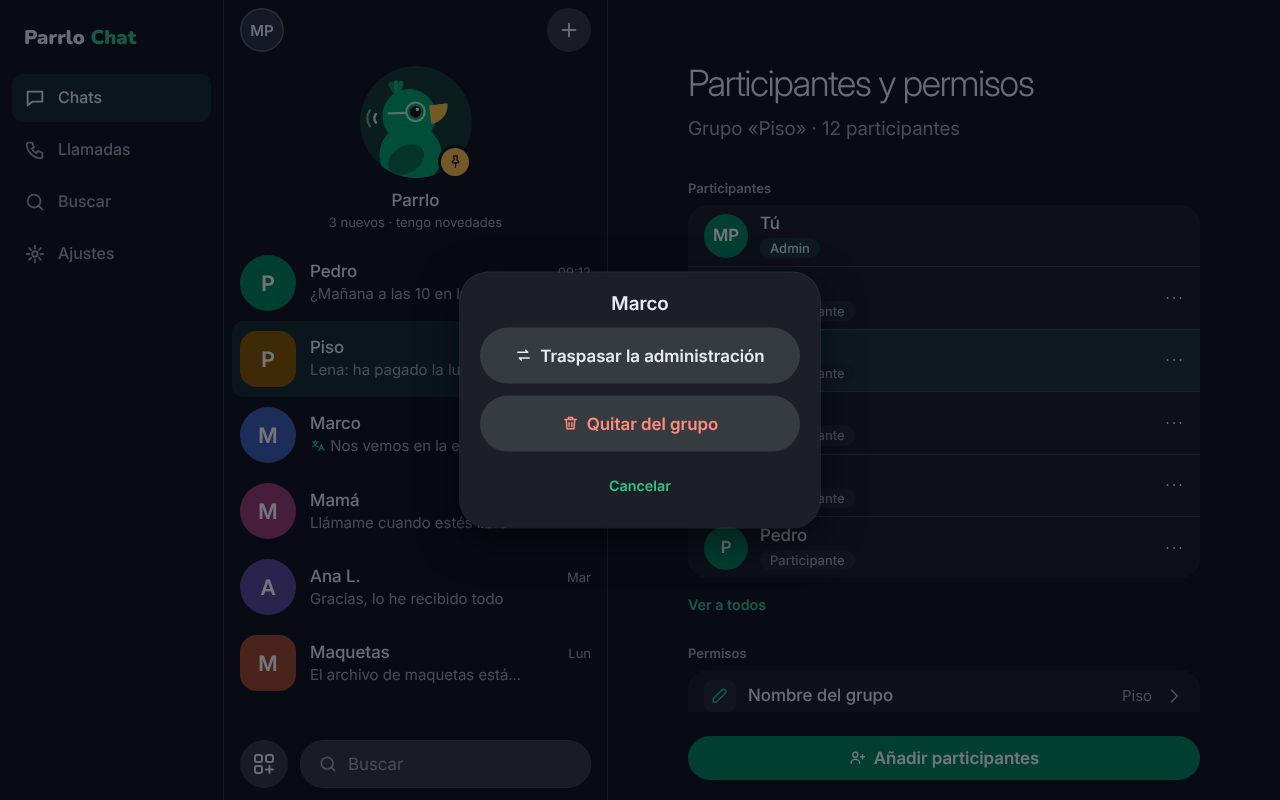 Parrlo Chat
Chats
Llamadas
Buscar
Ajustes
MP
Parrlo
3 nuevos · tengo novedades
P
Pedro
09:12
¿Mañana a las 10 en
P
Piso
Lena: ha pagado la lu
M
Marco
Nos vemos en la e
M
Mamá
Llámame cuando estés
A
Ana L.
Mar
Gracias, lo he recibido todo
M
Maquetas
Lun
El archivo de maquetas está...
Buscar
Participantes y permisos
Grupo «Piso» · 12 participantes
Participantes
MP
Tú
Admin
P
Pedro
Participante
Ver a todos
Permisos
Nombre del grupo
Piso
Añadir participantes
Marco
Traspasar la administración
Quitar del grupo
Cancelar